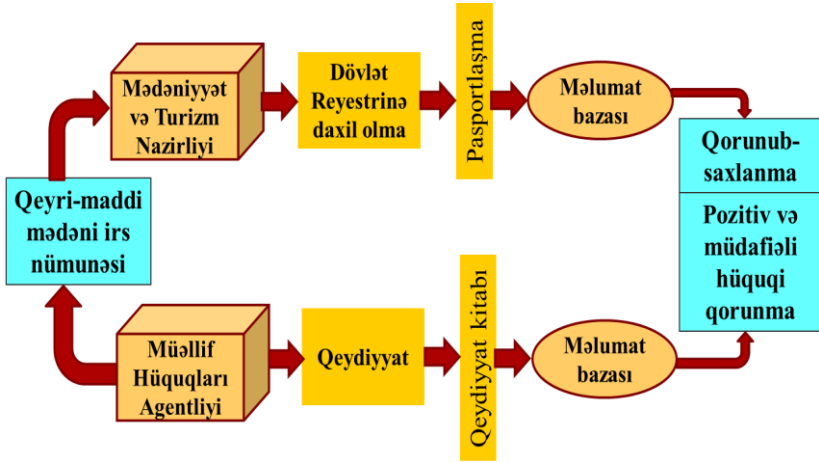 Mədəniyyət
və Turizm
Nazirliyi
Dövlət
Reyestrinə
daxil olma
Pasportlaşma
Məlumat
bazası
Qorunub-
saxlanma
Pozitiv və
müdafiəli
hüquqi
qorunma
Qeyri-maddi
mədəni irs
nümunəsi
Müəllif
Hüquqları
Agentliyi
Qeydiyyat
Qeydiyyat kitabı
Məlumat
bazası